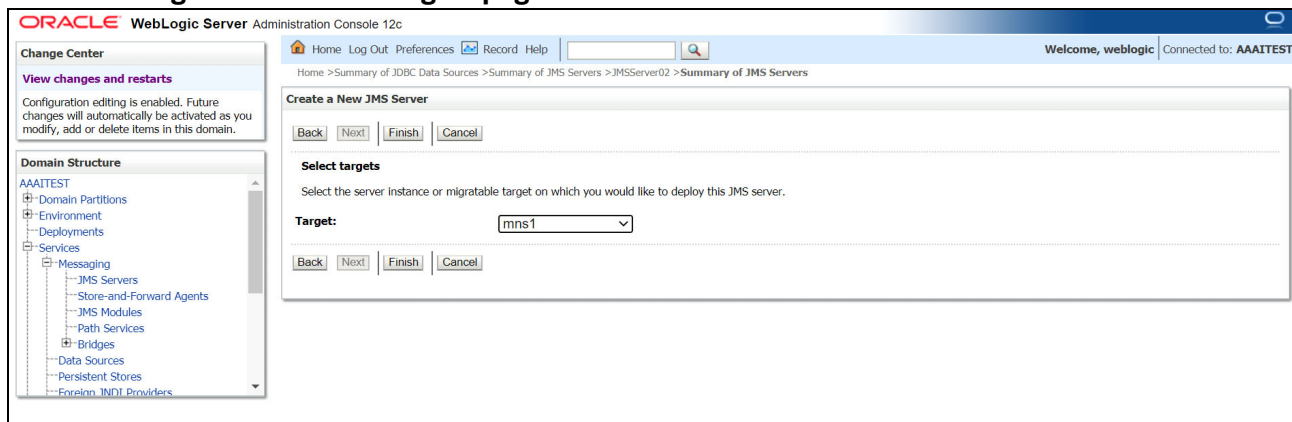 ORACLE WebLogic Server Administration Console 12c
Change Center
View changes and restarts
Configuration editing is enabled. Future
changes will automatically be activated as you
modify, add or delete items in this domain.
Domain Structure
AAAITEST
Domain Partitions
Environment
Deployments
Services
Messaging
JMS Servers
Store-and-Forward Agents
JMS Modules
Path Services
Bridges
Data Sources
Persistent Stores
Foreign JNDI Providers
Home Log Out Preferences Record Help
Welcome, weblogic Connected to: AAAITEST
Home >Summary of JDBC Data Sources >Summary of JMS Servers >JMSServer02 >Summary of JMS Servers
Create a New JMS Server
Back Next Finish Cancel
Select targets
Select the server instance or migratable target on which you would like to deploy this JMS server.
Target: mns1
Back Next Finish Cancel